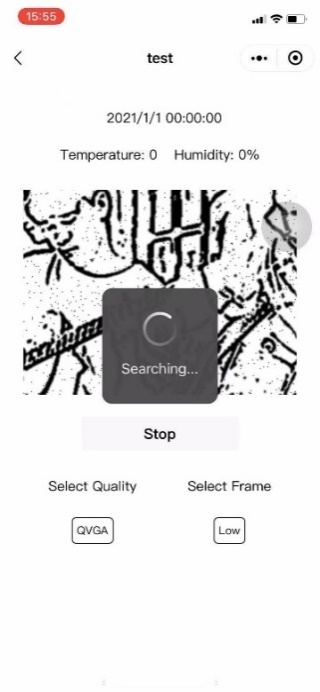 15:55
test
2021/1/1 00:00:00
Temperature: 0 Humidity: 0%
Searching...
Stop
Select Quality Select Frame
QVGA Low